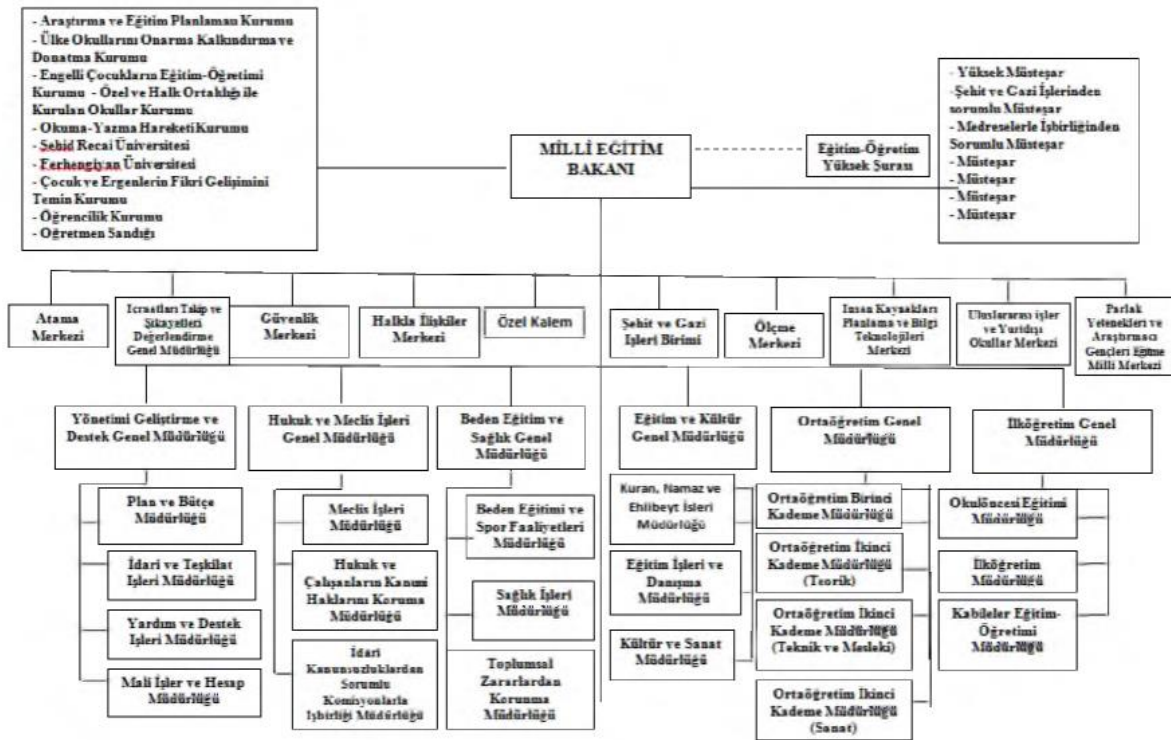 - Araştırma ve Eğitim Planlaman Kurumu
- Ülke Okullarını Onarma Kalkındırma ve
Donatma Kurumu
- Engelli Çocukların Eğitim-Öğretimi
Kurumu - Özel ve Halk Ortaklığı ile
Kurulan Okullar Kurumu
- Okuma-Yazma Hareketi Kurumu
- Şehid Recai Üniversitesi
- Ferhengiyan Üniversitesi
- Çocuk ve Ergenlerin Fikri Gelişimini
Temin Kurumu
- Öğrencilik Kurumu
- Öğretmen Sandığı
MİLLİ EĞİTİM
BAKANI
Eğitim-Öğretim
Yüksek Şurası
- Yüksek Müsteşar
-Şehit ve Gazi İşlerinden
sorumlu Müsteşar
- Medreselerle İşbirliğinden
Sorumlu Müsteşar
- Müsteşar
- Müsteşar
- Müsteşar
- Müsteşar
Atama
Merkezi
Icraatları Takip ve
Şikayetleri
Değerlendirme
Genel Müdürlüğü
Güvenlik
Merkezi
Halkla İlişkiler
Merkezi
Özel Kalem
Şehit ve Gazi
İşleri Birimi
Ölçme
Merkezi
Insan Kaynakları
Planlama ve Bilgi
Teknolojileri
Merkezi
Uluslararası işler
ve Yurtdışı
Okullar Merkezi
Parlak
Yetenekleri ve
Araştırmacı
Gençleri Eğitme
Milli Merkezi
Yönetimi Geliştirme ve
Destek Genel Müdürlüğü
Hukuk ve Meclis İşleri
Genel Müdürlüğü
Beden Eğitim ve
Sağlık Genel
Müdürlüğü
Eğitim ve Kültür
Genel Müdürlüğü
Ortaöğretim Genel
Müdürlüğü
İlköğretim Genel
Müdürlüğü
Plan ve Bütçe
Müdürlüğü
İdari ve Teşkilat
İşleri Müdürlüğü
Yardım ve Destek
İşleri Müdürlüğü
Mali İşler ve Hesap
Müdürlüğü
Meclis İşleri
Müdürlüğü
Hukuk ve
Çalışanların Kanuni
Haklarını Koruma
Müdürlüğü
İdari
Kanunsuzluklardan
Sorumlu
Komisyonlarla
İşbirliği Müdürlüğü
Beden Eğitimi ve
Spor Faaliyetleri
Müdürlüğü
Sağlık İşleri
Müdürlüğü
Toplumsal
Zararlardan
Korunma
Müdürlüğü
Kuran, Namaz ve
Ehlibeyt İsleri
Müdürlüğü
Eğitim İşleri ve
Danışma
Müdürlüğü
Kültür ve Sanat
Müdürlüğü
Ortaöğretim Birinci
Kademe Müdürlüğü
Ortaöğretim İkinci
Kademe Müdürlüğü
(Teorik)
Ortaöğretim İkinci
Kademe Müdürlüğü
(Teknik ve Mesleki)
Ortaöğretim İkinci
Kademe Müdürlüğü
(Sanat)
Okulöncesi Eğitimi
Müdürlüğü
İlköğretim
Müdürlüğü
Kabileler Eğitim-
Öğretimi
Müdürlüğü